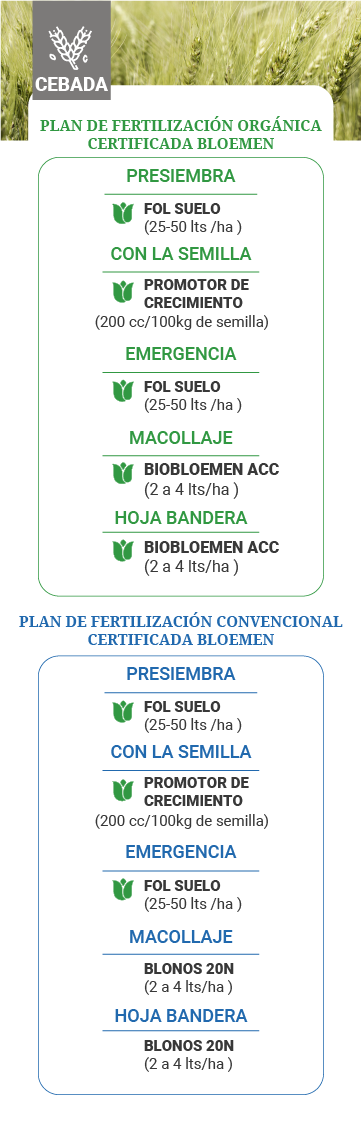 CEBADA
PLAN DE FERTILIZACIÓN ORGÁNICA
CERTIFICADA BLOEMEN
PRESIEMBRA
FOL SUELO
(25-50 lts /ha )
CON LA SEMILLA
PROMOTOR DE
CRECIMIENTO
(200 cc/100kg de semilla)
EMERGENCIA
FOL SUELO
(25-50 lts /ha )
MACOLLAJE
BIOBLOEMEN ACC
(2 a 4 lts/ha )
HOJA BANDERA
BIOBLOEMEN ACC
(2 a 4 lts/ha )
PLAN DE FERTILIZACIÓN CONVENCIONAL
CERTIFICADA BLOEMEN
PRESIEMBRA
FOL SUELO
(25-50 lts /ha )
CON LA SEMILLA
PROMOTOR DE
CRECIMIENTO
(200 cc/100kg de semilla)
EMERGENCIA
FOL SUELO
(25-50 lts /ha )
MACOLLAJE
BLONOS 20N
(2 a 4 lts/ha )
HOJA BANDERA
BLONOS 20N
(2 a 4 lts/ha )